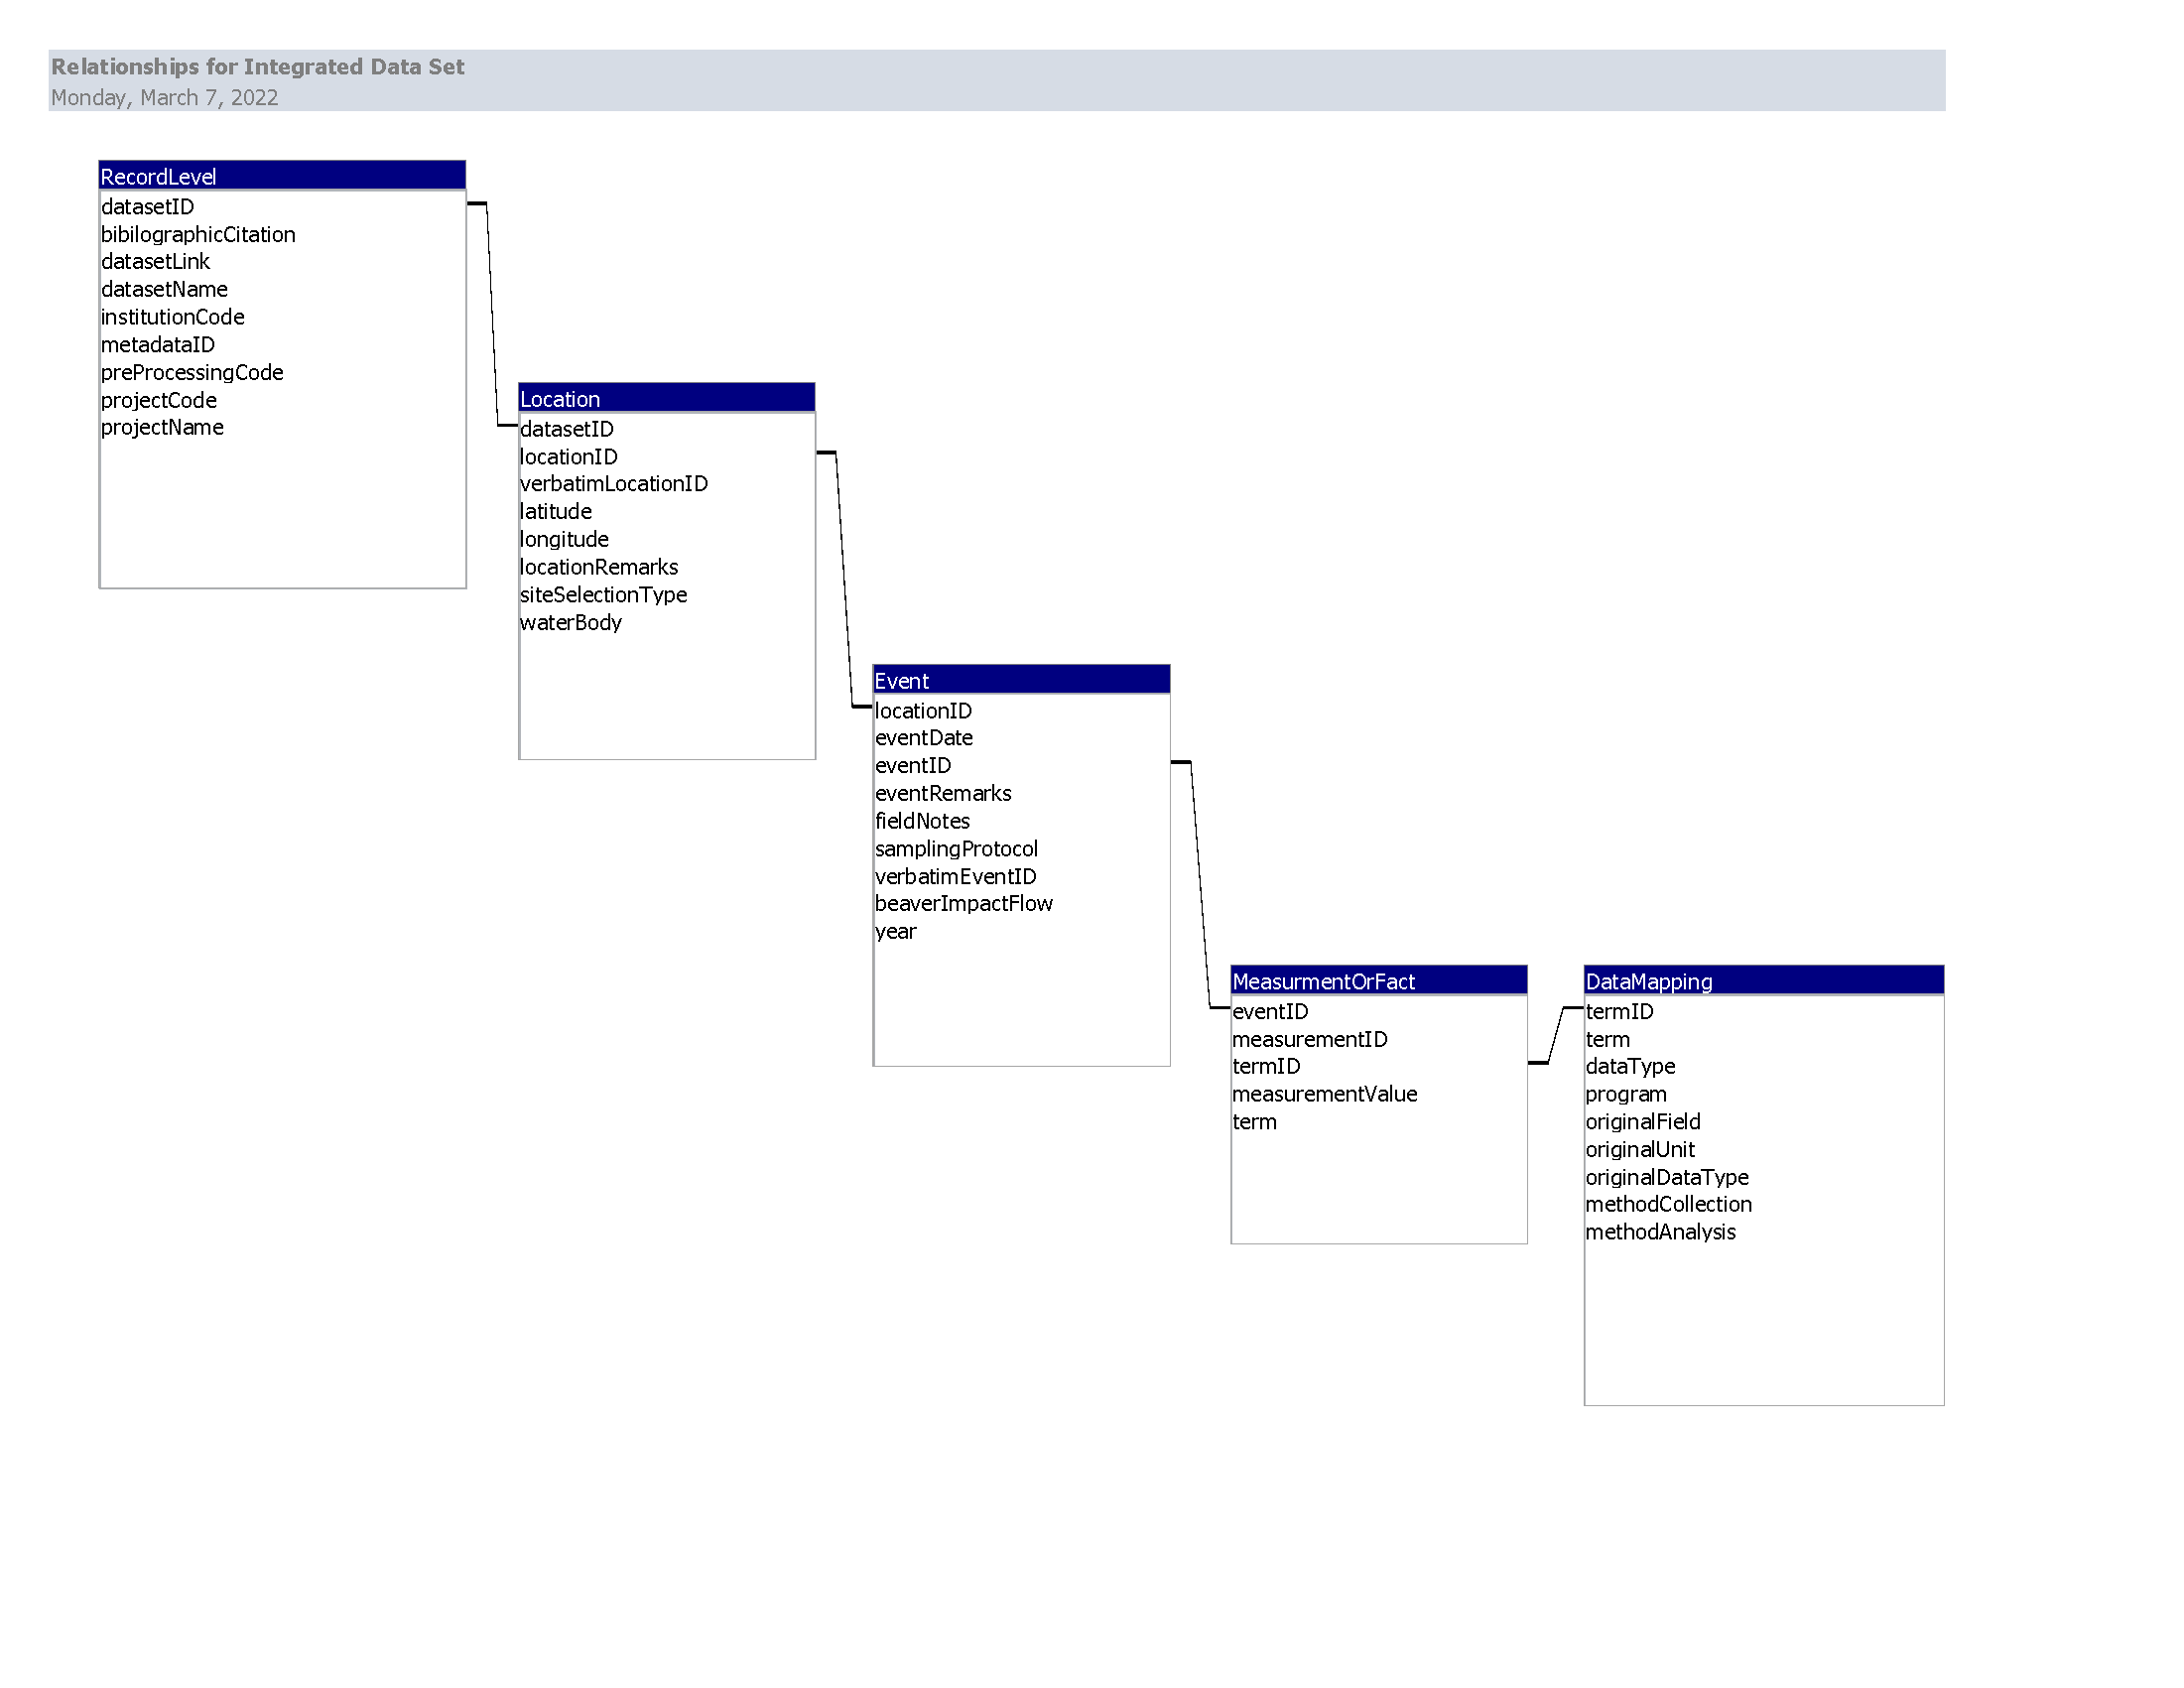 Relationships for Integrated Data Set
Monday, March 7, 2022
RecordLevel
datasetID
bibilographicCitation
datasetLink
datasetName
institutionCode
metadataID
preProcessingCode
projectCode
projectName
Location
datasetID
locationID
verbatimLocationID
latitude
longitude
locationRemarks
siteSelectionType
waterBody
Event
locationID
eventDate
eventID
eventRemarks
fieldNotes
samplingProtocol
verbatimEventID
beaverImpactFlow
year
MeasurmentOrFact
eventID
measurementID
termID
measurementValue
term
DataMapping
termID
term
dataType
program
originalField
originalUnit
originalDataType
methodCollection
methodAnalysis